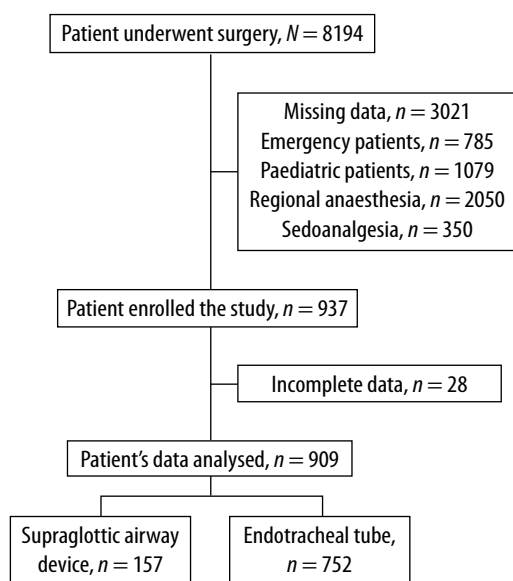 Patient underwent surgery, N = 8194
Missing data, n = 3021
Emergency patients, n = 785
Paediatric patients, n = 1079
Regional anaesthesia, n = 2050
Sedoanalgesia, n = 350
Patient enrolled the study, n = 937
Incomplete data, n = 28
Patient's data analysed, n = 909
Supraglottic airway
device, n = 157
Endotracheal tube,
n = 752